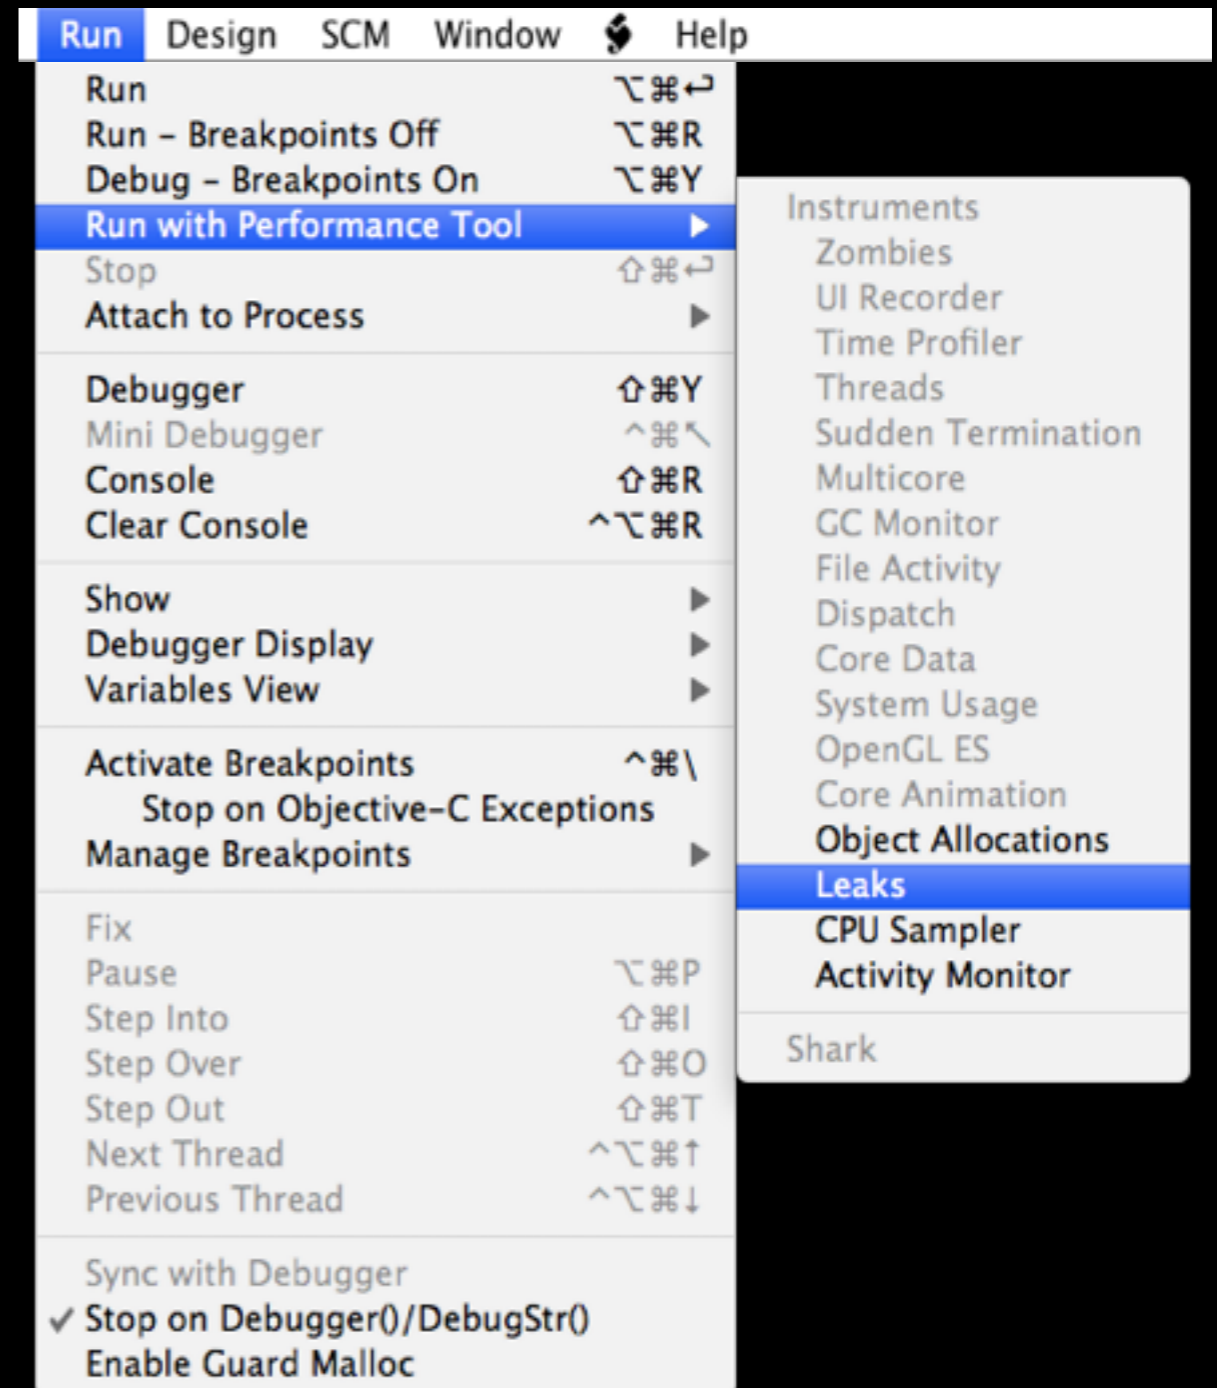 Run Design SCM Window Help
Run ⌥⌘↩
Run – Breakpoints Off ⌥⌘R
Debug – Breakpoints On ⌥⌘Y
Run with Performance Tool ▶
Stop ⇧⌘↩
Attach to Process ▶
Debugger ⇧⌘Y
Mini Debugger ^⌘↖
Console ⇧⌘R
Clear Console ^⌥⌘R
Show ▶
Debugger Display ▶
Variables View ▶
Activate Breakpoints ^⌘\
Stop on Objective-C Exceptions
Manage Breakpoints ▶
Fix
Pause ⌥⌘P
Step Into ⇧⌘I
Step Over ⇧⌘O
Step Out ⇧⌘T
Next Thread ^⌥⌘↑
Previous Thread ^⌥⌘↓
Sync with Debugger
✓ Stop on Debugger()/DebugStr()
Enable Guard Malloc
Instruments
Zombies
UI Recorder
Time Profiler
Threads
Sudden Termination
Multicore
GC Monitor
File Activity
Dispatch
Core Data
System Usage
OpenGL ES
Core Animation
Object Allocations
Leaks
CPU Sampler
Activity Monitor
Shark